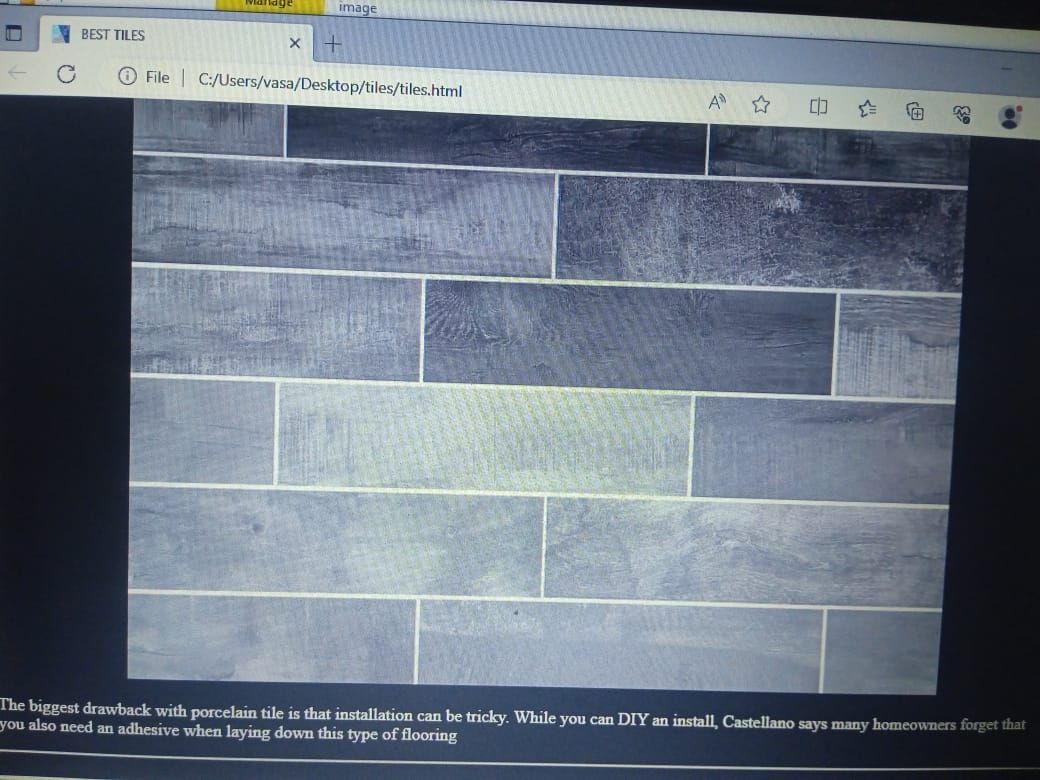 Manage
image
BEST TILES
File
C:/Users/vasa/Desktop/tiles/tiles.html
The biggest drawback with porcelain tile is that installation can be tricky. While you can DIY an install, Castellano says many homeowners forget that
you also need an adhesive when laying down this type of flooring